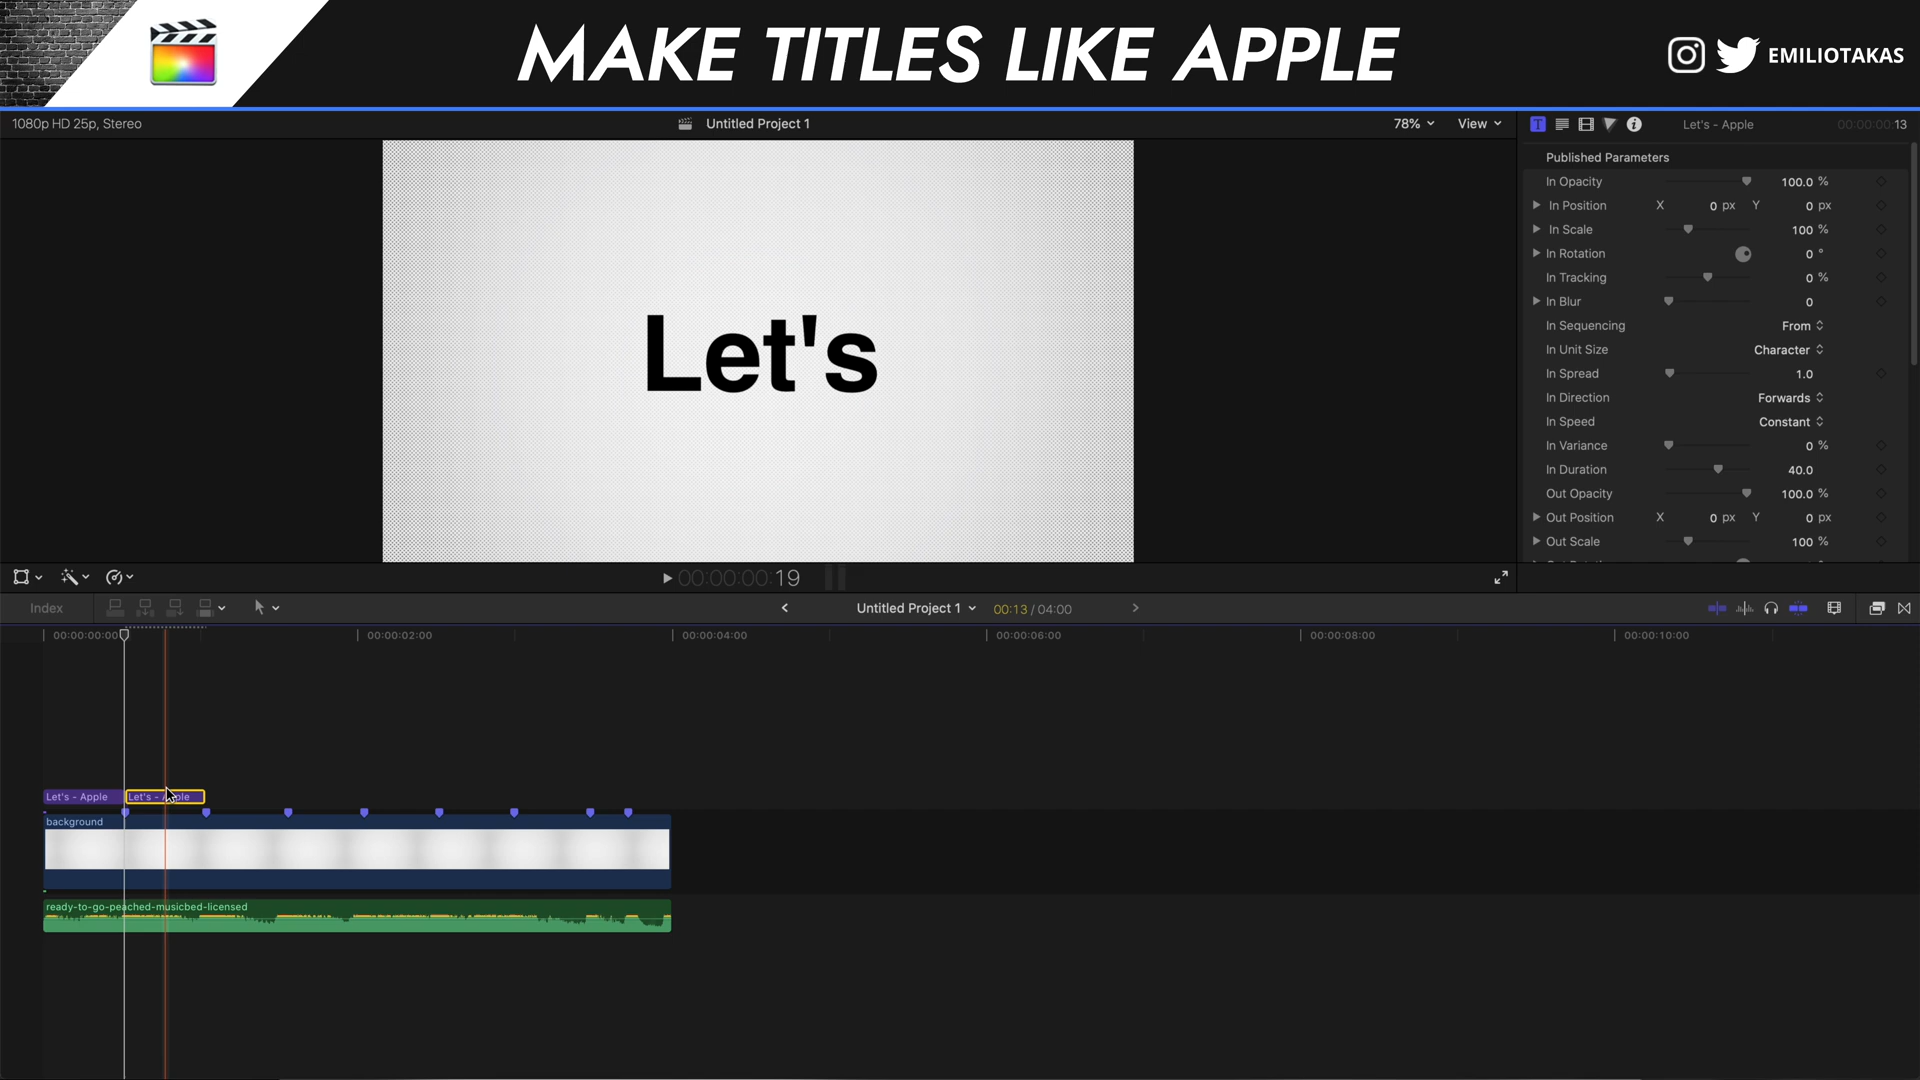 MAKE TITLES LIKE APPLE
EMILIOTAKAS
1080p HD 25p, Stereo
Untitled Project 1
78%
View
Let's - Apple
00:00:00:13
Published Parameters
In Opacity 100.0 %
In Position X 0 px Y 0 px
In Scale 100 %
In Rotation 0 °
In Tracking 0 %
In Blur 0
In Sequencing From
In Unit Size Character
In Spread 1.0
In Direction Forwards
In Speed Constant
In Variance 0 %
In Duration 40.0
Out Opacity 100.0 %
Out Position X 0 px Y 0 px
Out Scale 100 %
Let's
00:00:00:19
Index
Untitled Project 1
00:13 / 04:00
00:00:00:00
00:00:02:00
00:00:04:00
00:00:06:00
00:00:08:00
00:00:10:00
Let's - Apple
Let's -
background
ready-to-go-peached-musicbed-licensed